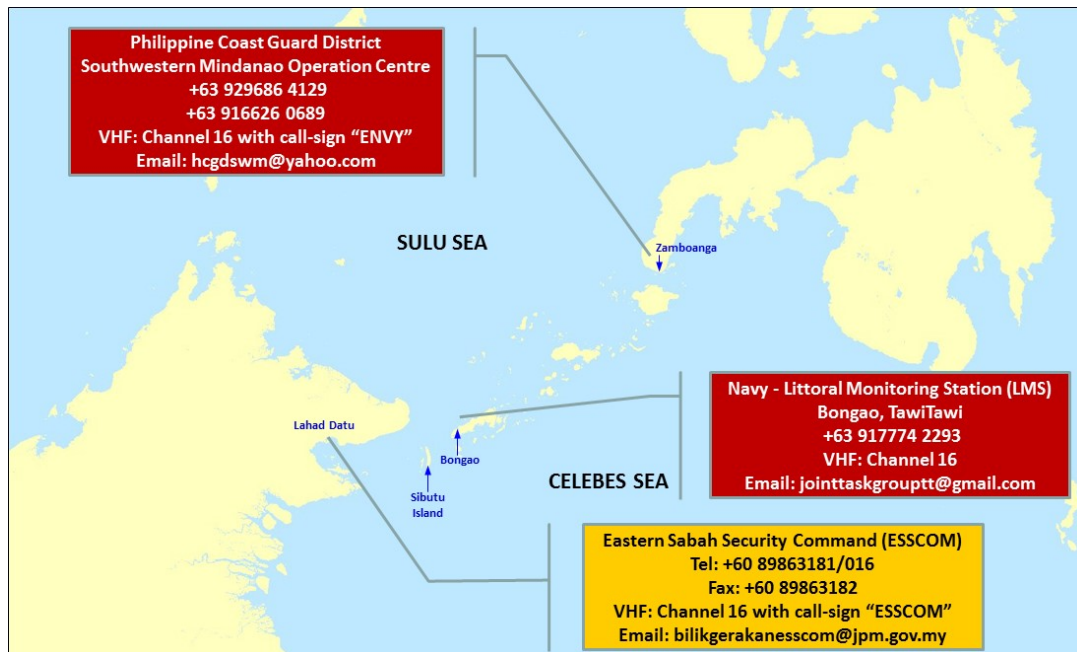 Philippine Coast Guard District
Southwestern Mindanao Operation Centre
+63 929686 4129
+63 916626 0689
VHF: Channel 16 with call-sign “ENVY”
Email: hcgdswm@yahoo.com
SULU SEA
Zamboanga
Lahad Datu
Bongao
Sibutu
Island
CELEBES SEA
Navy - Littoral Monitoring Station (LMS)
Bongao, TawiTawi
+63 917774 2293
VHF: Channel 16
Email: jointtaskgrouptt@gmail.com
Eastern Sabah Security Command (ESSCOM)
Tel: +60 89863181/016
Fax: +60 89863182
VHF: Channel 16 with call-sign “ESSCOM”
Email: bilikgerakanesscom@jpm.gov.my